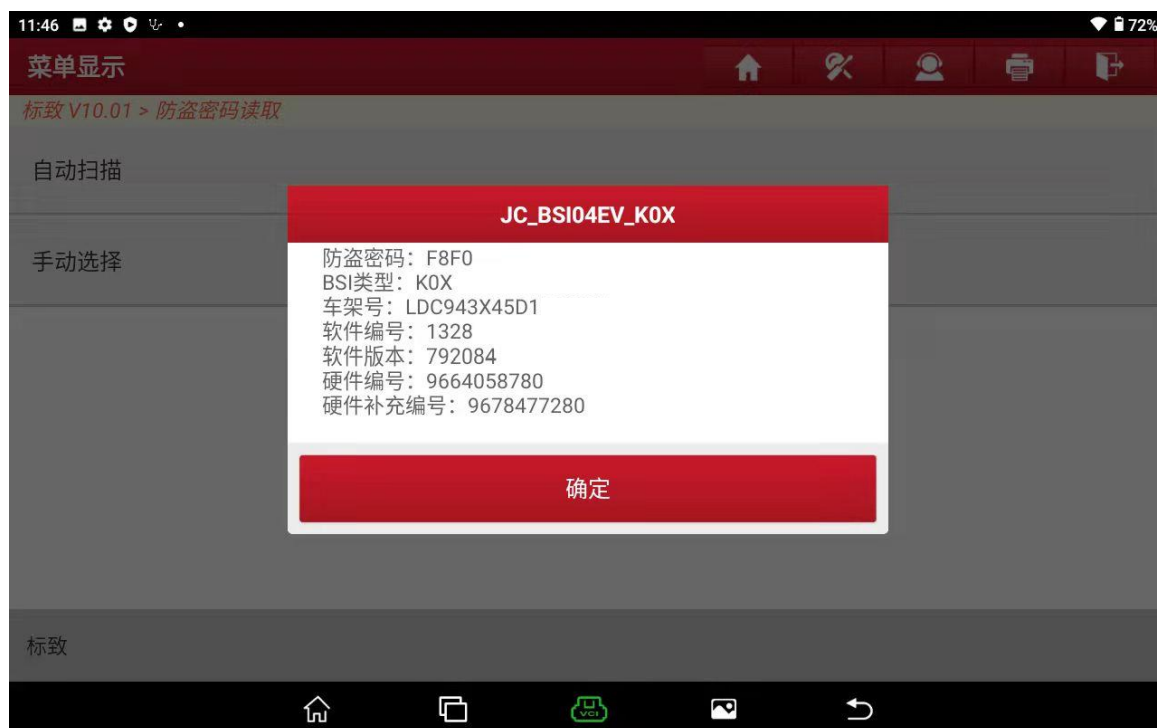 11:46
72%
菜单显示
标致 V10.01 > 防盗密码读取
自动扫描
手动选择
JC_BSI04EV_K0X
防盗密码：F8F0
BSI类型：K0X
车架号：LDC943X45D1
软件编号：1328
软件版本：792084
硬件编号：9664058780
硬件补充编号：9678477280
确定
标致
VCI